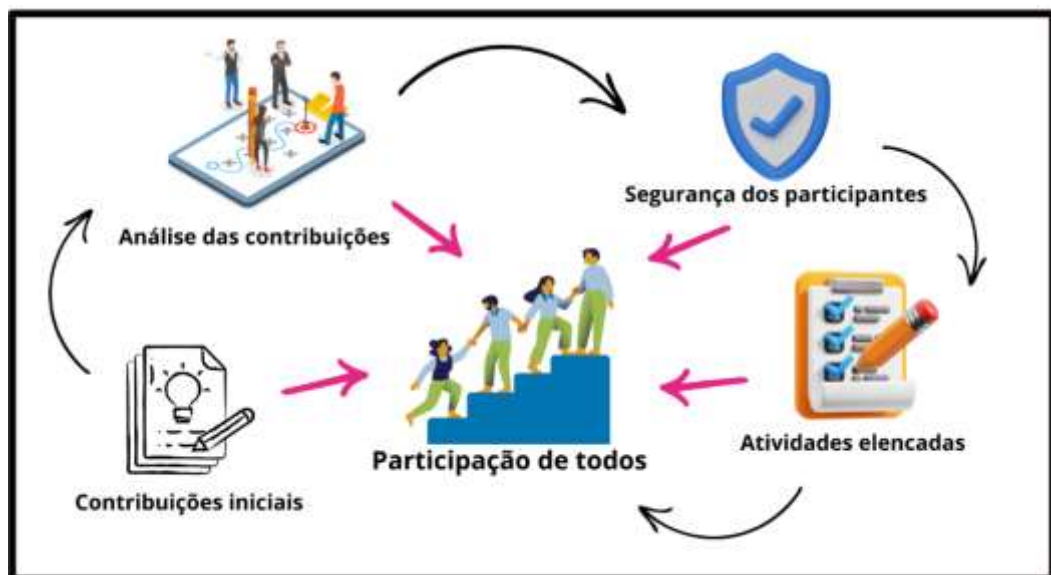 Segurança dos participantes
Análise das contribuições
Participação de todos
Atividades elencadas
Contribuições iniciais